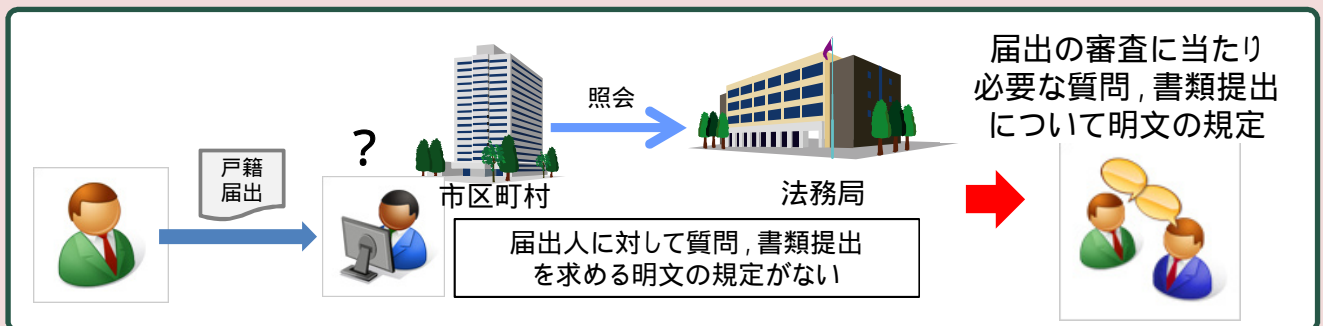 戸籍
届出
?
市区町村
照会
法務局
届出人に対して質問,書類提出
を求める明文の規定がない
届出の審査に当たり
必要な質問,書類提出
について明文の規定